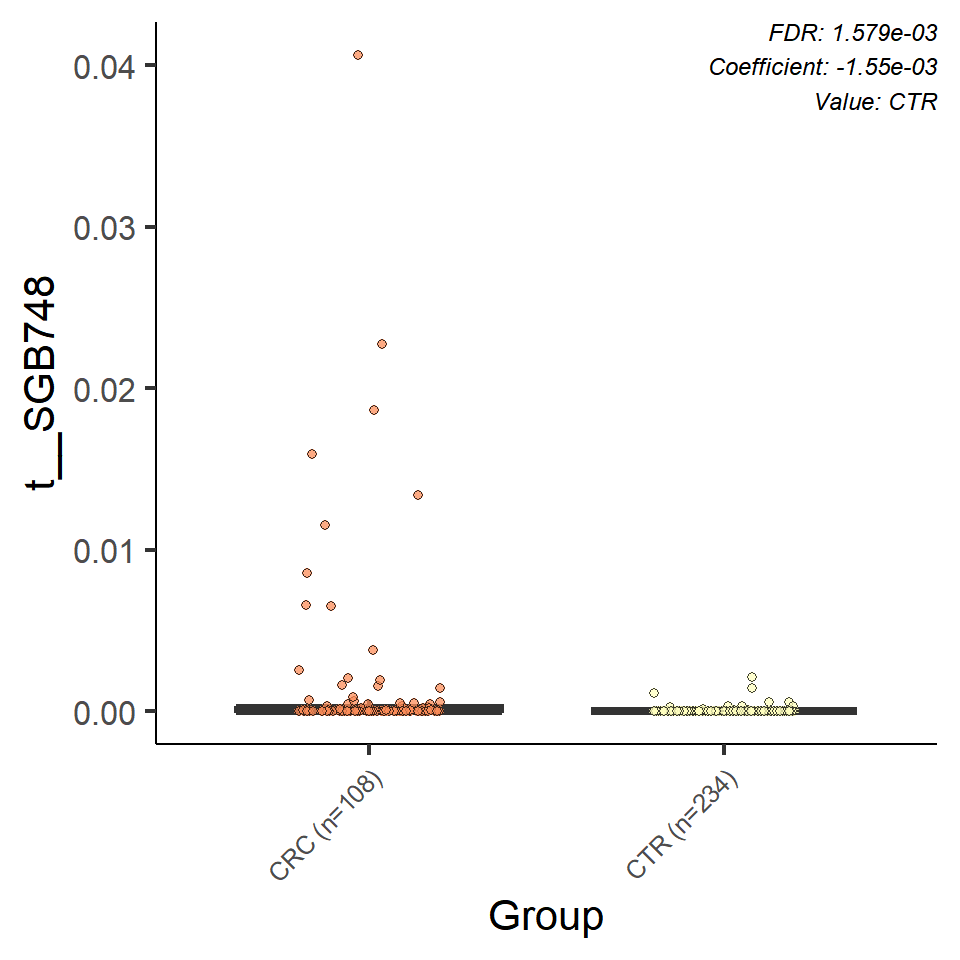 FDR: 1.579e-03
Coefficient: -1.55e-03
Value: CTR
t__SGB748
0.04
0.03
0.02
0.01
0.00
CRC (n=108)
CTR (n=234)
Group